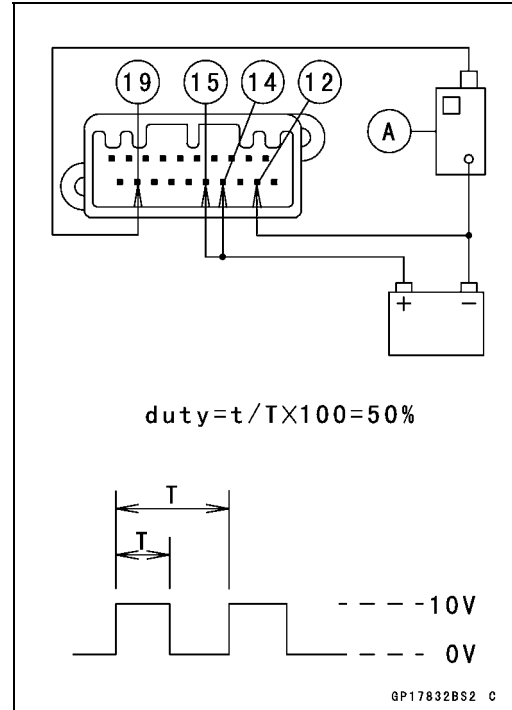 19 15 14 12
A
+ −
duty=t/T×100=50%
T
T
10V
0V
GP17832BS2 C